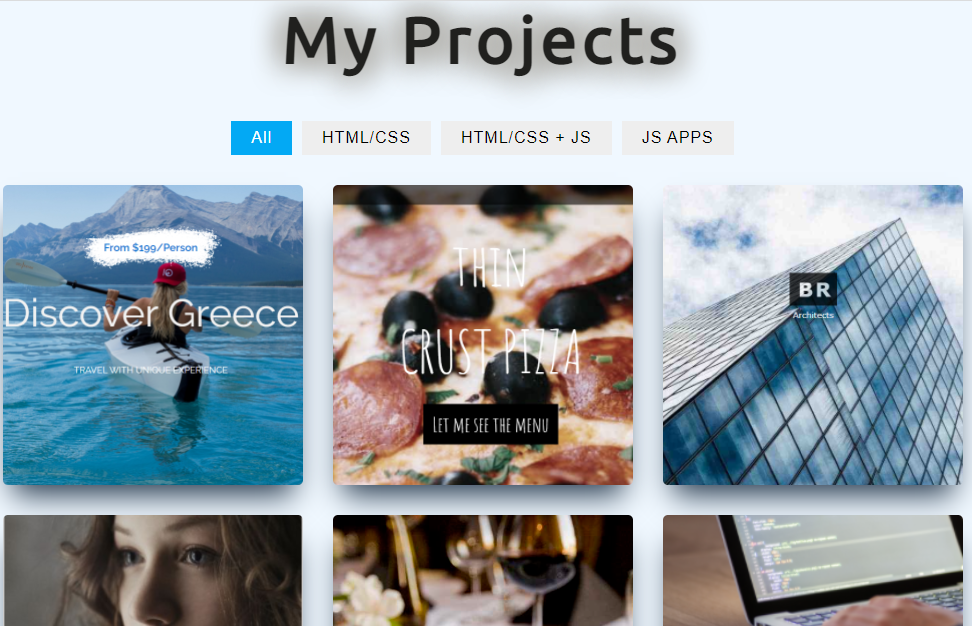 My Projects
All
HTML/CSS
HTML/CSS + JS
JS APPS
From $199/Person
Discover Greece
TRAVEL WITH UNIQUE EXPERIENCE
THIN
CRUST PIZZA
LET ME SEE THE MENU
BR
Architects